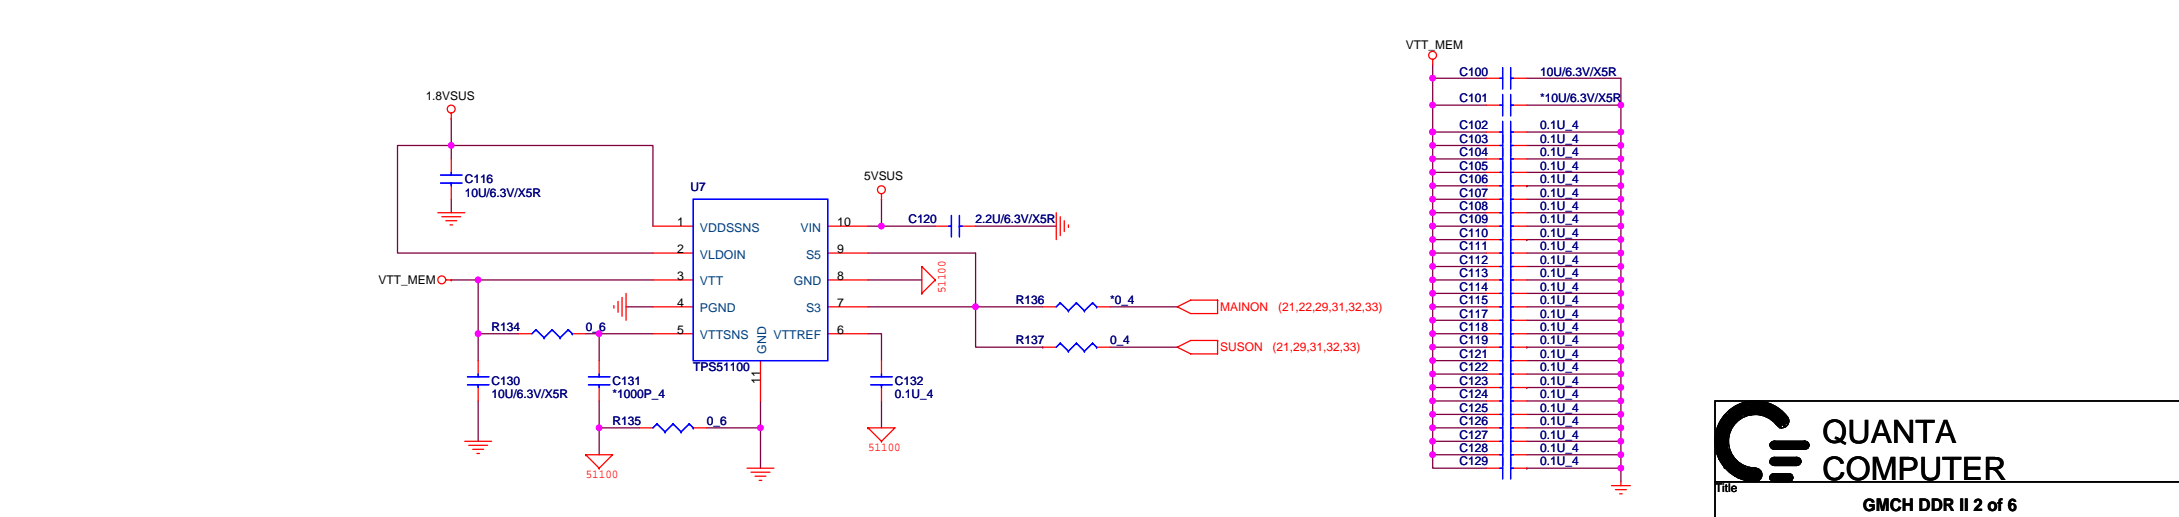 1.8VSUS
C116
10U/6.3V/X5R
U7
5VSUS
1 VDDSSNS VIN 10 C120 2.2U/6.3V/X5R
2 VLDOIN S5 9
VTT_MEM 3 VTT GND 8 51100
4 PGND S3 7 R136 *0_4 MAINON (21,22,29,31,32,33)
R134 0_6 5 VTTSNS GND VTTREF 6 R137 0_4 SUSON (21,29,31,32,33)
TPS51100 11
C130
10U/6.3V/X5R
C131
*1000P_4
C132
0.1U_4
R135 0_6
51100
51100
VTT_MEM
C100 10U/6.3V/X5R
C101 *10U/6.3V/X5R
C102 0.1U_4
C103 0.1U_4
C104 0.1U_4
C105 0.1U_4
C106 0.1U_4
C107 0.1U_4
C108 0.1U_4
C109 0.1U_4
C110 0.1U_4
C111 0.1U_4
C112 0.1U_4
C113 0.1U_4
C114 0.1U_4
C115 0.1U_4
C117 0.1U_4
C118 0.1U_4
C119 0.1U_4
C121 0.1U_4
C122 0.1U_4
C123 0.1U_4
C124 0.1U_4
C125 0.1U_4
C126 0.1U_4
C127 0.1U_4
C128 0.1U_4
C129 0.1U_4
QUANTA
COMPUTER
Title
GMCH DDR II 2 of 6